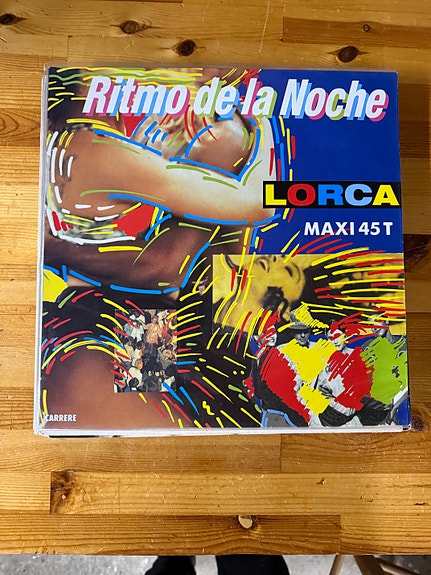 Ritmo de la Noche
LORCA
MAXI 45 T
CARRERE